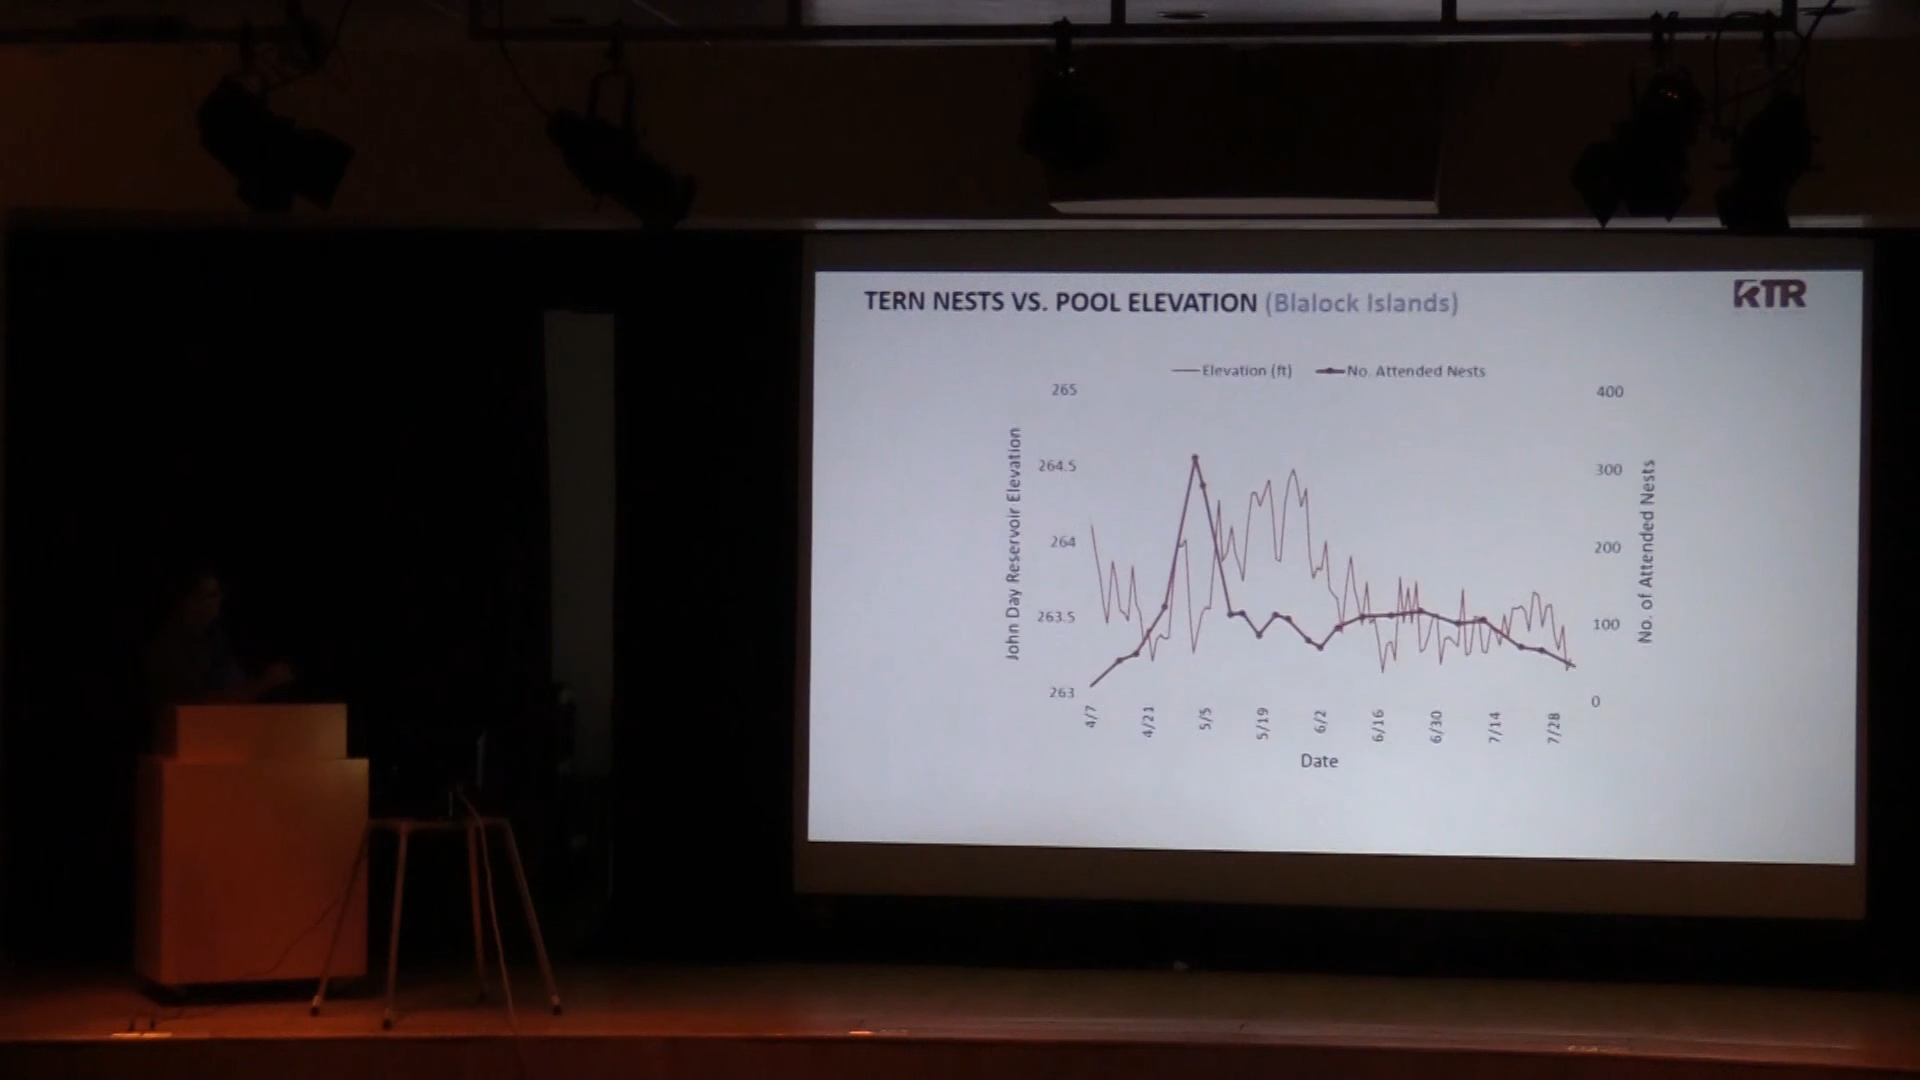 TERN NESTS VS. POOL ELEVATION (Blalock Islands)
RTR
Elevation (ft) No. Attended Nests
John Day Reservoir Elevation
265
264.5
264
263.5
263
400
300
200
100
0
No. of Attended Nests
4/7 4/21 5/5 5/19 6/2 6/16 6/30 7/14 7/28
Date